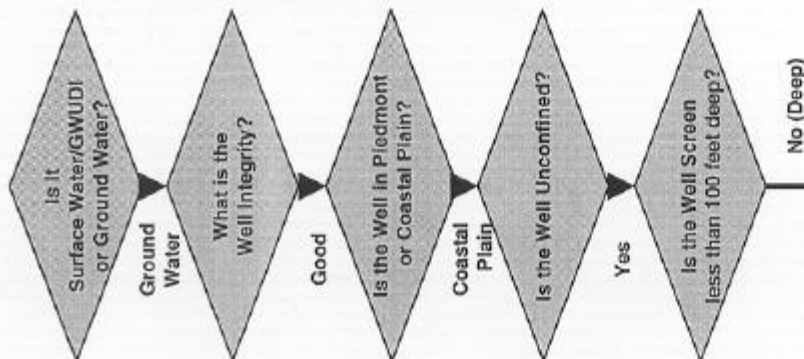 Is It
Surface Water/GWUDI
or Ground Water?
Ground
Water
What is the
Well Integrity?
Good
Is the Well in Piedmont
or Coastal Plain?
Coastal
Plain
Is the Well Unconfined?
Yes
Is the Well Screen
less than 100 feet deep?
No (Deep)